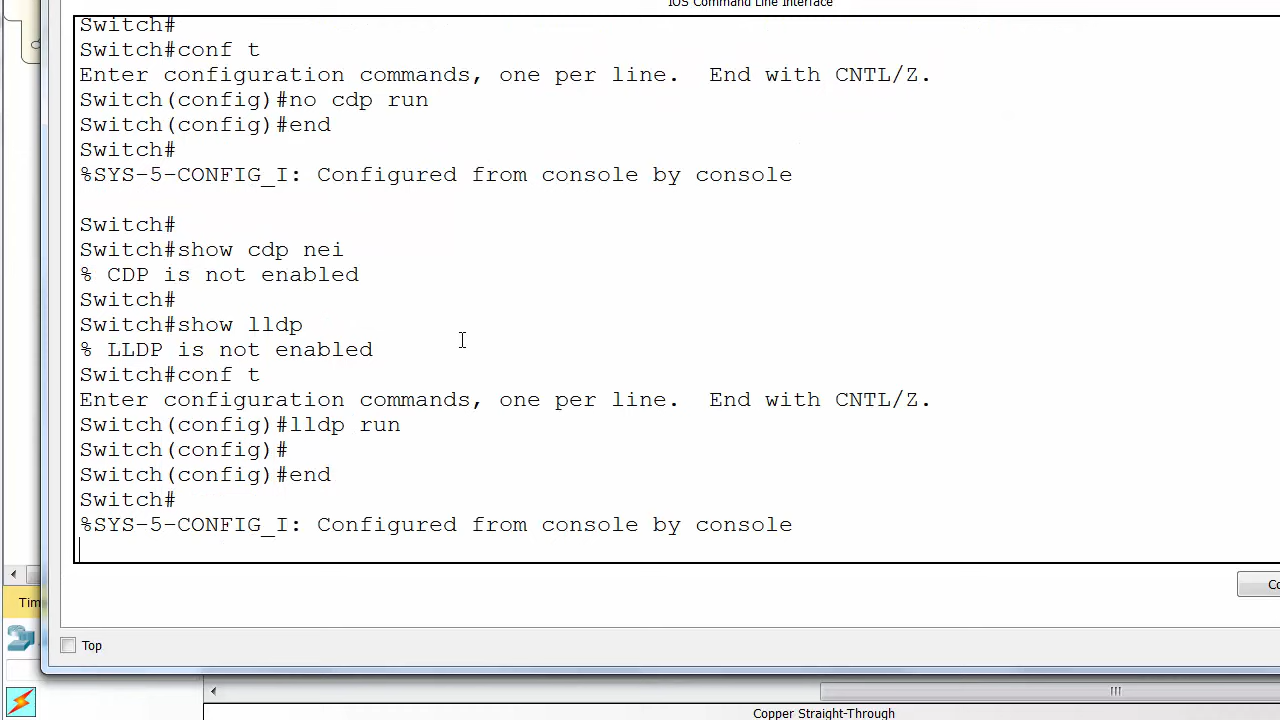 IOS Command Line Interface
Switch#
Switch#conf t
Enter configuration commands, one per line.  End with CNTL/Z.
Switch(config)#no cdp run
Switch(config)#end
Switch#
%SYS-5-CONFIG_I: Configured from console by console
Switch#
Switch#show cdp nei
% CDP is not enabled
Switch#
Switch#show lldp
% LLDP is not enabled
Switch#conf t
Enter configuration commands, one per line.  End with CNTL/Z.
Switch(config)#lldp run
Switch(config)#
Switch(config)#end
Switch#
%SYS-5-CONFIG_I: Configured from console by console
Co
Tim
Top
Copper Straight-Through